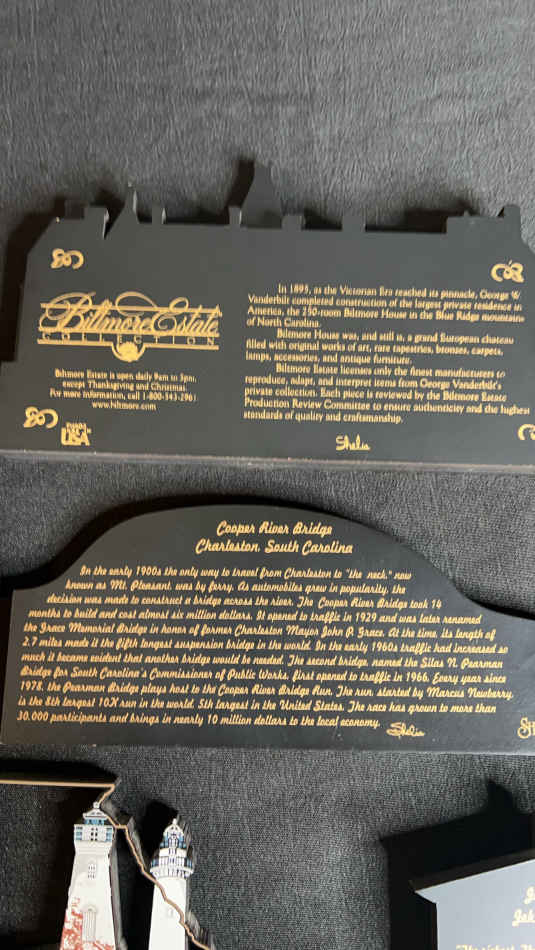 Biltmore Estate
COLLECTION
Biltmore Estate is open daily 9am to 5pm,
except Thanksgiving and Christmas.
For more information, call 1-800-543-2961
www.biltmore.com
MADE
USA
In 1895, as the Victorian Era reached its pinnacle, George W.
Vanderbilt completed construction of the largest private residence in
America, the 250-room Biltmore House in the Blue Ridge mountains
of North Carolina.
Biltmore House was, and still is, a grand European chateau
filled with original works of art, rare tapestries, bronzes, carpets,
lamps, accessories, and antique furniture.
Biltmore Estate licenses only the finest manufacturers to
reproduce, adapt, and interpret items from George Vanderbilt's
private collection. Each piece is reviewed by the Biltmore Estate
Production Review Committee to ensure authenticity and the highest
standards of quality and craftsmanship.
Shelia
Cooper River Bridge
Charleston, South Carolina
In the early 1900s the only way to travel from Charleston to "the neck," now
known as Mt. Pleasant, was by ferry. As automobiles grew in popularity, the
decision was made to construct a bridge across the river. The Cooper River Bridge took 14
months to build and cost almost six million dollars. It opened to traffic in 1929 and was later renamed
the Grace Memorial Bridge in honor of former Charleston Mayor John P. Grace. At the time, its length of
2.7 miles made it the fifth longest suspension bridge in the world. In the early 1960s traffic had increased so
much it became evident that another bridge would be needed. The second bridge, named the Silas N. Pearman
Bridge for South Carolina's Commissioner of Public Works, first opened to traffic in 1966. Every year since
1978, the Pearman Bridge plays host to the Cooper River Bridge Run. The run, started by Marcus Newberry,
is the 8th largest 10K run in the world, 5th largest in the United States. The race has grown to more than
30,000 participants and brings in nearly 10 million dollars to the local economy.
Shelia